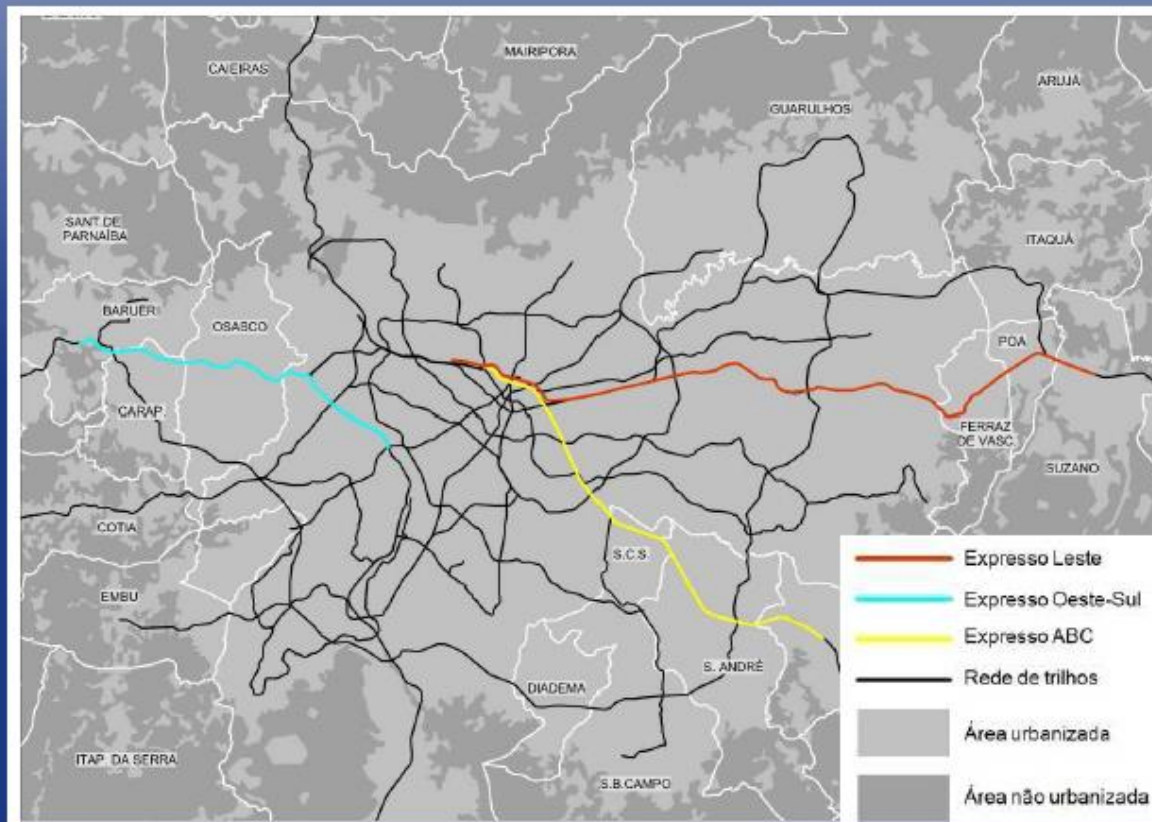 MAIRIPORA
CAIEIRAS
ARUJÁ
GUARULHOS
SANT.DE
PARNAÍBA
ITAQUÁ
BARUERI
OSASCO
POA
CARAP.
FERRAZ
DE VASC.
SUZANO
COTIA
S.C.S.
EMBU
S. ANDRÉ
DIADEMA
ITAP. DA SERRA
S.B.CAMPO
Expresso Leste
Expresso Oeste-Sul
Expresso ABC
Rede de trilhos
Área urbanizada
Área não urbanizada